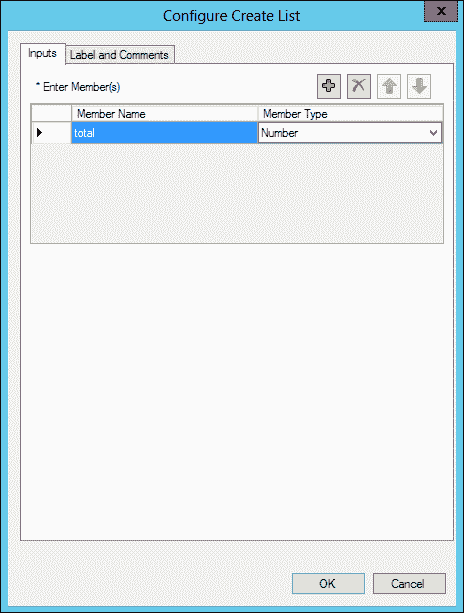 Configure Create List
x
Inputs
Label and Comments
* Enter Member(s)
Member Name Member Type
total Number
OK Cancel